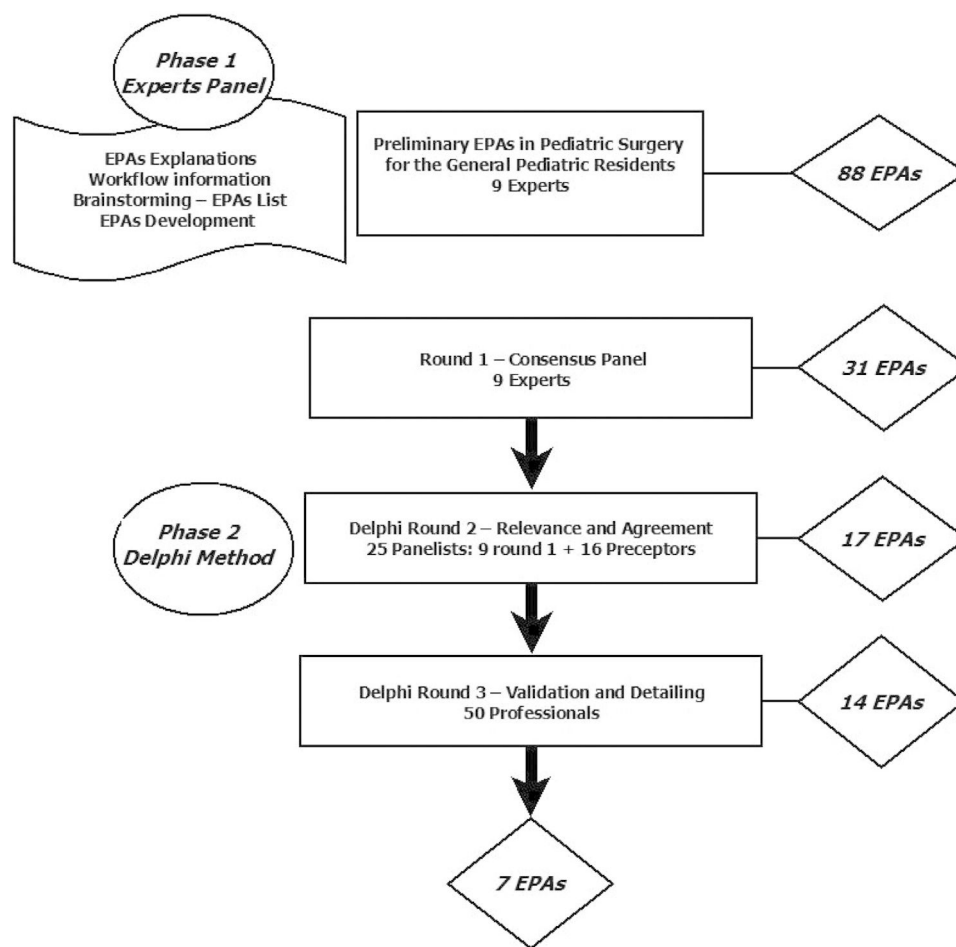 Phase 1
Experts Panel
EPAs Explanations
Workflow information
Brainstorming – EPAs List
EPAs Development
Preliminary EPAs in Pediatric Surgery
for the General Pediatric Residents
9 Experts
88 EPAs
Round 1 – Consensus Panel
9 Experts
31 EPAs
Phase 2
Delphi Method
Delphi Round 2 – Relevance and Agreement
25 Panelists: 9 round 1 + 16 Preceptors
17 EPAs
Delphi Round 3 – Validation and Detailing
50 Professionals
14 EPAs
7 EPAs